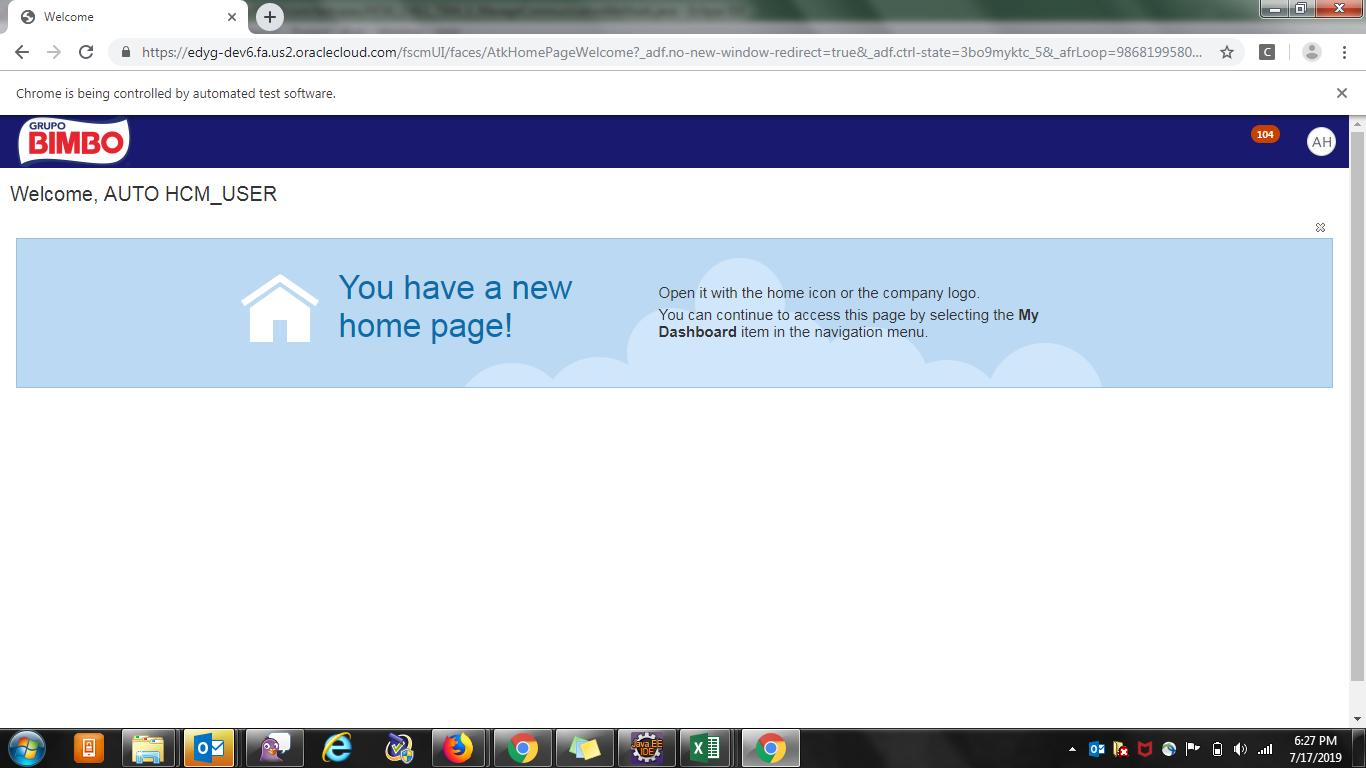 Welcome
https://edyg-dev6.fa.us2.oraclecloud.com/fscmUI/faces/AtkHomePageWelcome?_adf.no-new-window-redirect=true&_adf.ctrl-state=3bo9myktc_5&_afrLoop=9868199580...
C
Chrome is being controlled by automated test software.
GRUPO
BIMBO
104
AH
Welcome, AUTO HCM_USER
You have a new
home page!
Open it with the home icon or the company logo.
You can continue to access this page by selecting the My
Dashboard item in the navigation menu.
Java EE
IDE
6:27 PM
7/17/2019